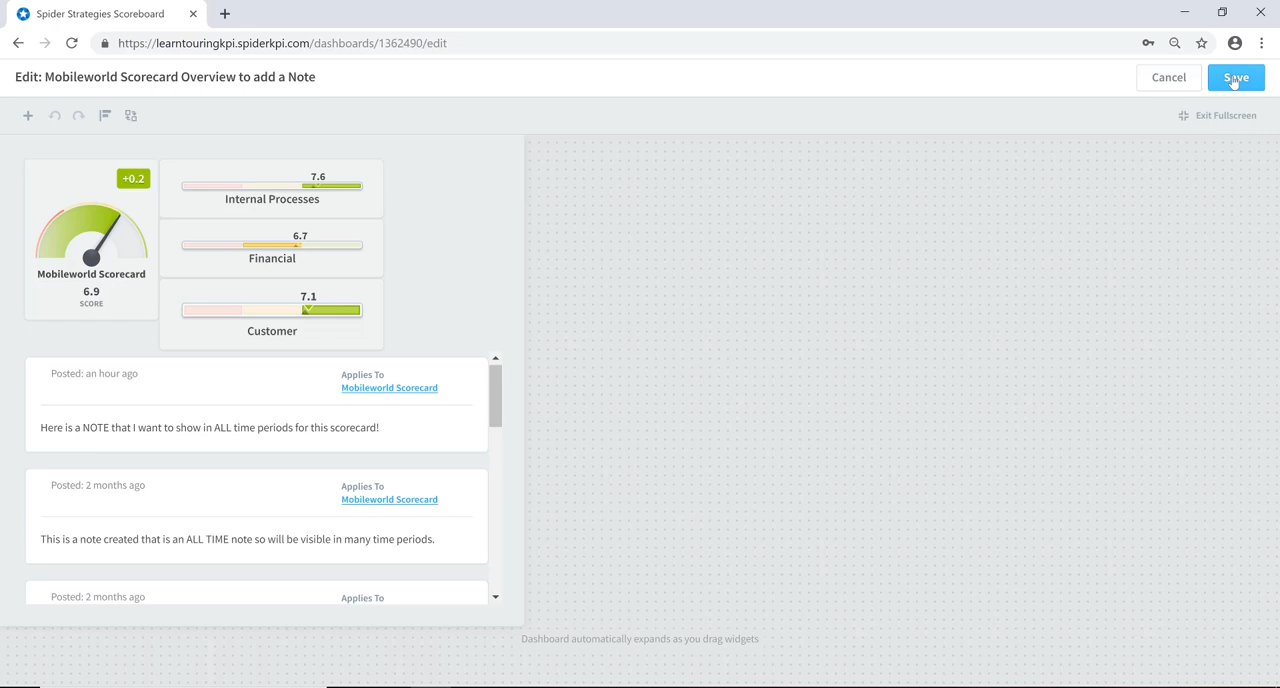 Spider Strategies Scoreboard
https://learntouringkpi.spiderkpi.com/dashboards/1362490/edit
Edit: Mobileworld Scorecard Overview to add a Note
Cancel
Save
Exit Fullscreen
+0.2
Mobileworld Scorecard
6.9
SCORE
7.6
Internal Processes
6.7
Financial
7.1
Customer
Posted: an hour ago
Applies To
Mobileworld Scorecard
Here is a NOTE that I want to show in ALL time periods for this scorecard!
Posted: 2 months ago
Applies To
Mobileworld Scorecard
This is a note created that is an ALL TIME note so will be visible in many time periods.
Posted: 2 months ago
Applies To
Dashboard automatically expands as you drag widgets